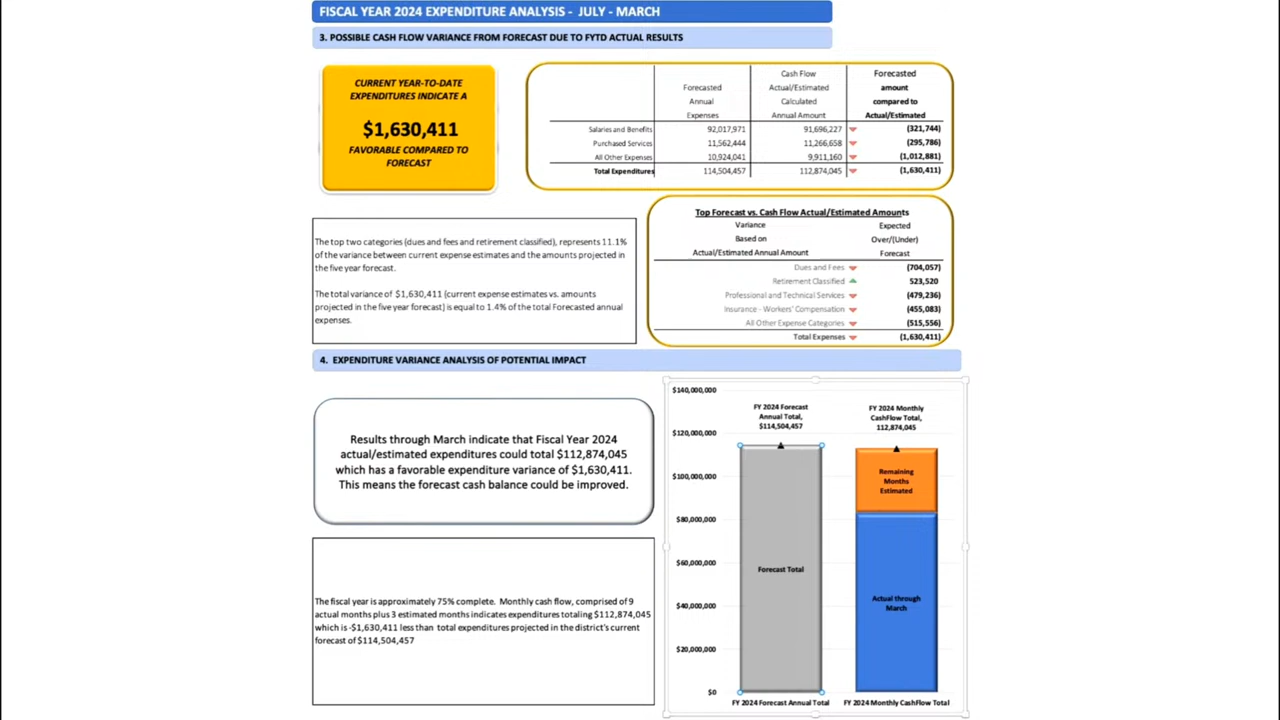 FISCAL YEAR 2024 EXPENDITURE ANALYSIS - JULY - MARCH
3. POSSIBLE CASH FLOW VARIANCE FROM FORECAST DUE TO FYTD ACTUAL RESULTS
CURRENT YEAR-TO-DATE
EXPENDITURES INDICATE A
$1,630,411
FAVORABLE COMPARED TO
FORECAST
Cash Flow Forecasted
Forecasted Actual/Estimated amount
Annual Calculated compared to
Expenses Annual Amount Actual/Estimated
Salaries and Benefits 92,017,971 91,696,227 (321,744)
Purchased Services 11,562,444 11,266,658 (295,786)
All Other Expenses 10,924,041 9,911,160 (1,012,881)
Total Expenditures 114,504,457 112,874,045 (1,630,411)
The top two categories (dues and fees and retirement classified), represents 11.1%
of the variance between current expense estimates and the amounts projected in
the five year forecast.
The total variance of $1,630,411 (current expense estimates vs. amounts
projected in the five year forecast) is equal to 1.4% of the total Forecasted annual
expenses.
Top Forecast vs. Cash Flow Actual/Estimated Amounts
Variance Expected
Based on Over/(Under)
Actual/Estimated Annual Amount Forecast
Dues and Fees (704,057)
Retirement Classified 523,520
Professional and Technical Services (479,236)
Insurance - Workers' Compensation (455,083)
All Other Expense Categories (515,556)
Total Expenses (1,630,411)
4. EXPENDITURE VARIANCE ANALYSIS OF POTENTIAL IMPACT
Results through March indicate that Fiscal Year 2024
actual/estimated expenditures could total $112,874,045
which has a favorable expenditure variance of $1,630,411.
This means the forecast cash balance could be improved.
The fiscal year is approximately 75% complete. Monthly cash flow, comprised of 9
actual months plus 3 estimated months indicates expenditures totaling $112,874,045
which is -$1,630,411 less than total expenditures projected in the district's current
forecast of $114,504,457
$140,000,000
$120,000,000
$100,000,000
$80,000,000
$60,000,000
$40,000,000
$20,000,000
$0
FY 2024 Forecast
Annual Total,
$114,504,457
FY 2024 Monthly
CashFlow Total,
112,874,045
Forecast Total
Remaining
Months
Estimated
Actual through
March
FY 2024 Forecast Annual Total FY 2024 Monthly CashFlow Total